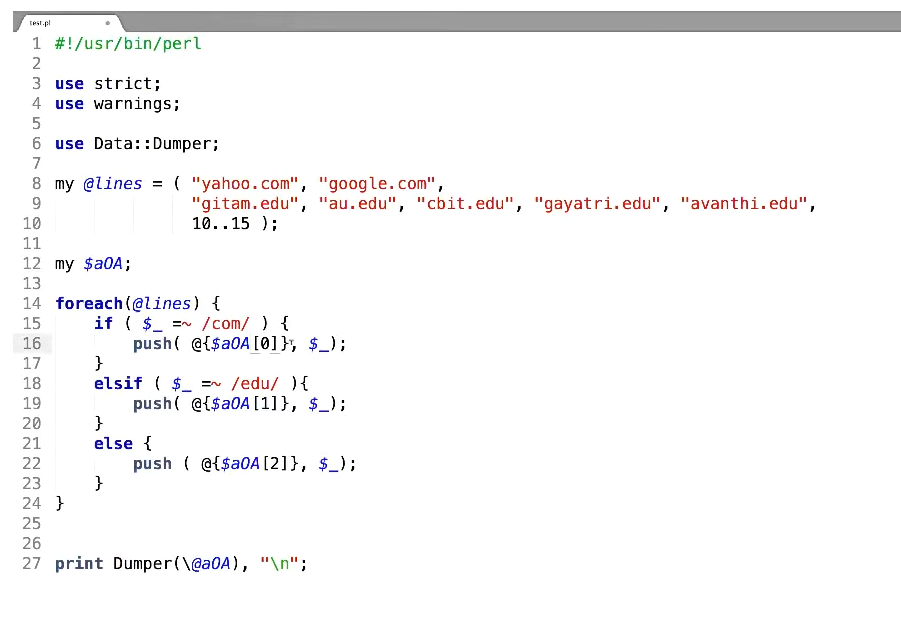 test.pl
1 #!/usr/bin/perl
2
3 use strict;
4 use warnings;
5
6 use Data::Dumper;
7
8 my @lines = ( "yahoo.com", "google.com",
9 "gitam.edu", "au.edu", "cbit.edu", "gayatri.edu", "avanthi.edu",
10 10..15 );
11
12 my $aOA;
13
14 foreach(@lines) {
15 if ( $_ =~ /com/ ) {
16 push( @{$aOA[0]}, $_);
17 }
18 elsif ( $_ =~ /edu/ ){
19 push( @{$aOA[1]}, $_);
20 }
21 else {
22 push ( @{$aOA[2]}, $_);
23 }
24 }
25
26
27 print Dumper(\@aOA), "\n";